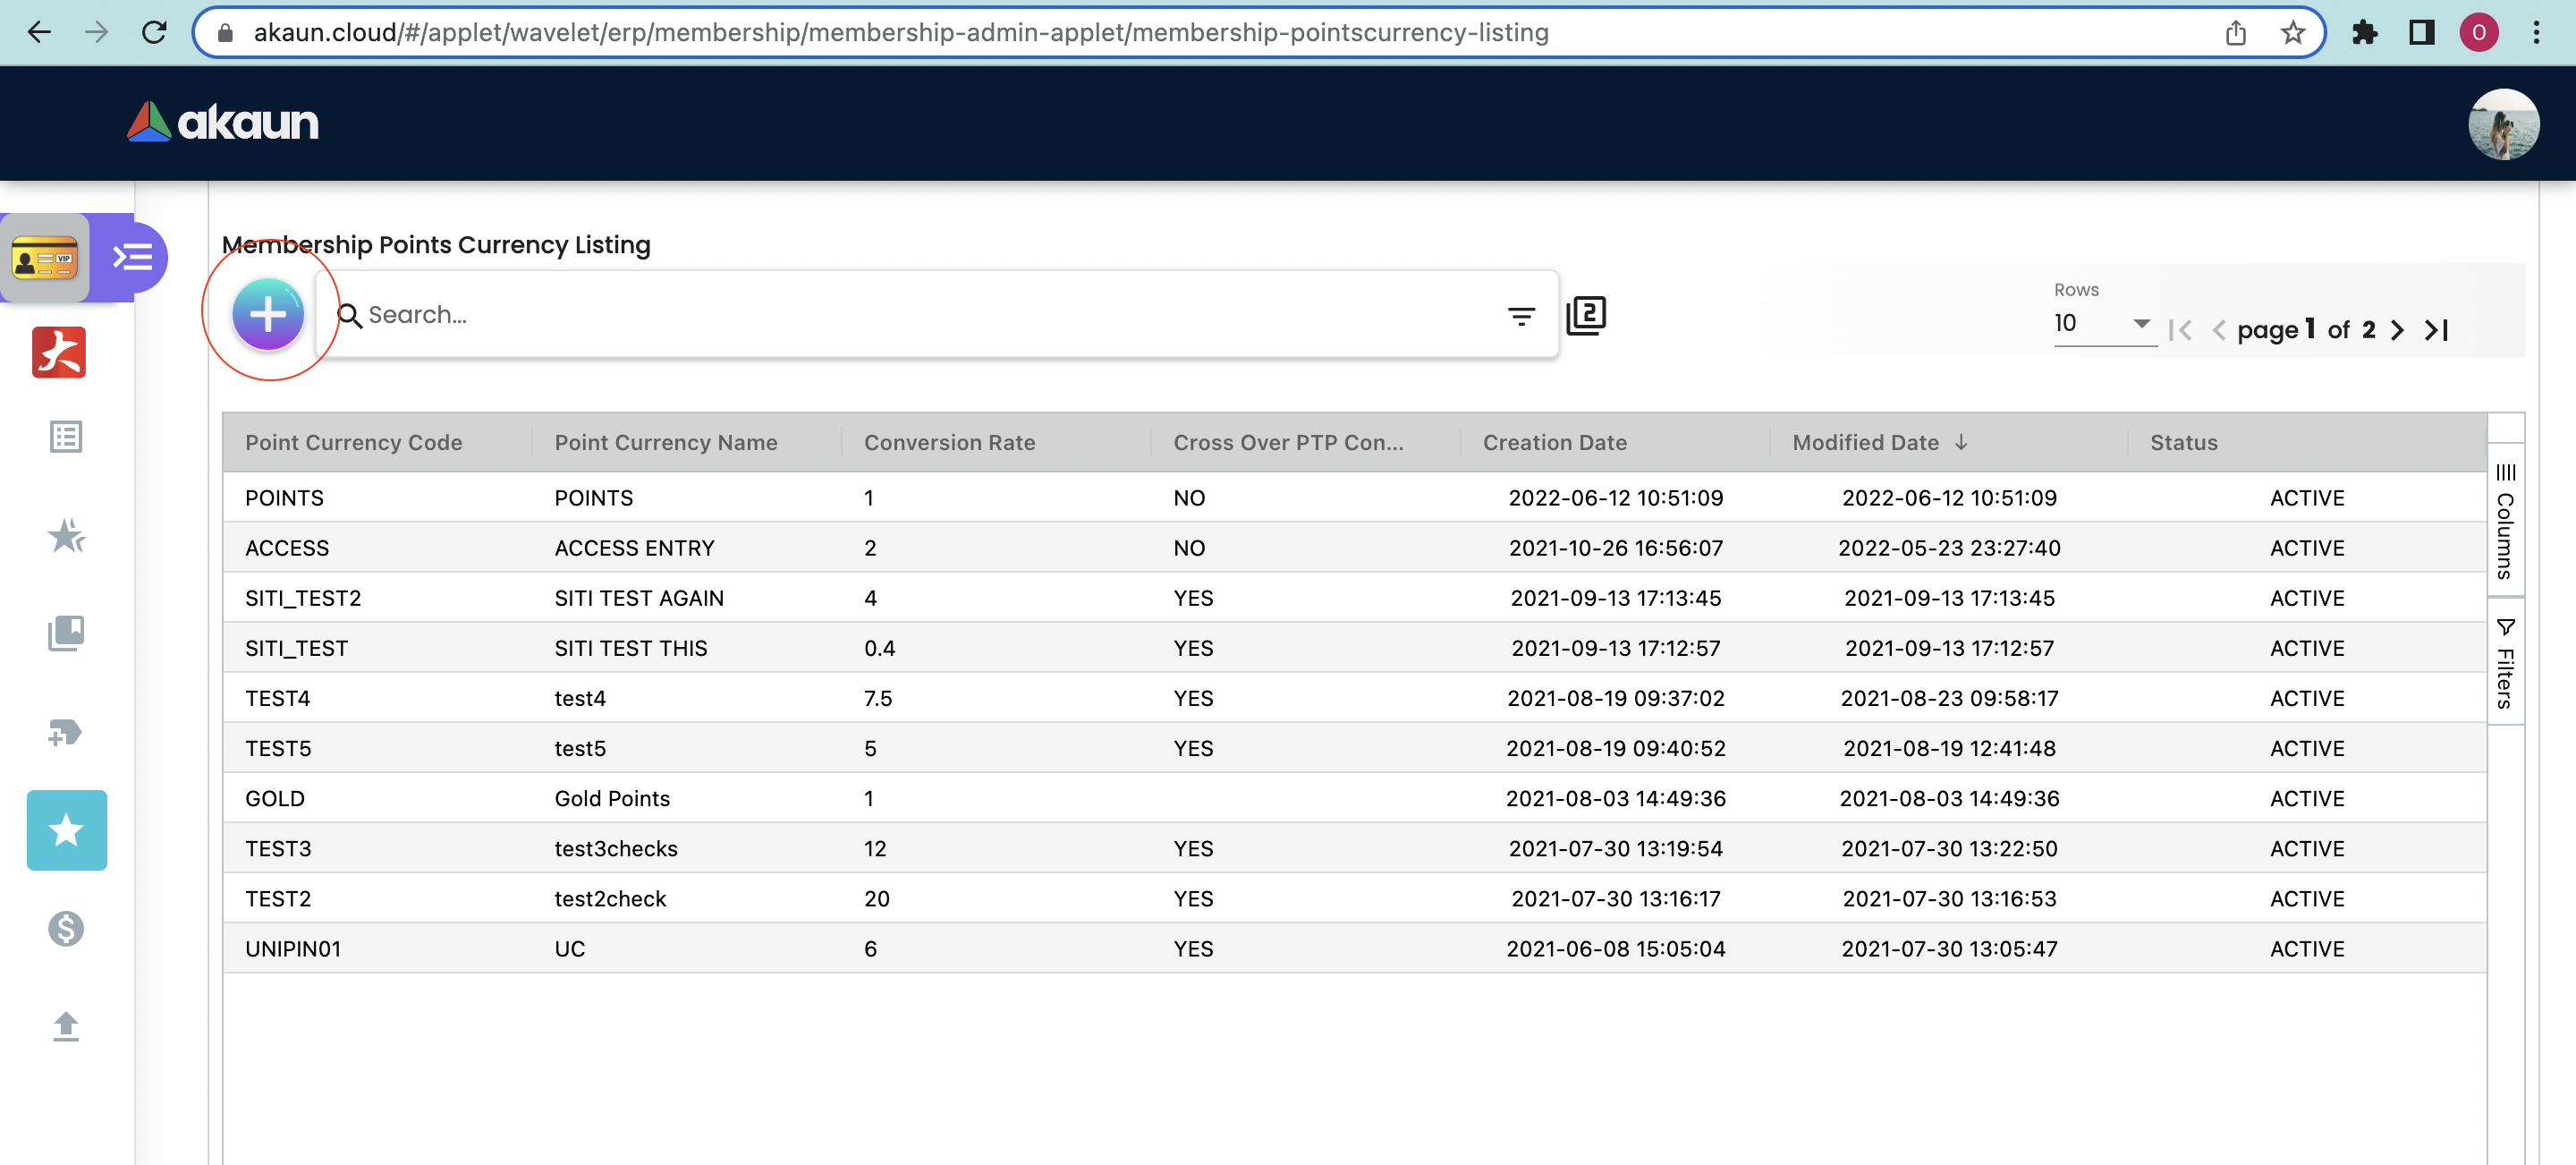 akaun.cloud/#/applet/wavelet/erp/membership/membership-admin-applet/membership-pointscurrency-listing
O
akaun
VIP
Membership Points Currency Listing
Search...
2
Rows
10
page 1 of 2
Point Currency Code Point Currency Name Conversion Rate Cross Over PTP Con... Creation Date Modified Date Status
POINTS POINTS 1 NO 2022-06-12 10:51:09 2022-06-12 10:51:09 ACTIVE
ACCESS ACCESS ENTRY 2 NO 2021-10-26 16:56:07 2022-05-23 23:27:40 ACTIVE
SITI_TEST2 SITI TEST AGAIN 4 YES 2021-09-13 17:13:45 2021-09-13 17:13:45 ACTIVE
SITI_TEST SITI TEST THIS 0.4 YES 2021-09-13 17:12:57 2021-09-13 17:12:57 ACTIVE
TEST4 test4 7.5 YES 2021-08-19 09:37:02 2021-08-23 09:58:17 ACTIVE
TEST5 test5 5 YES 2021-08-19 09:40:52 2021-08-19 12:41:48 ACTIVE
GOLD Gold Points 1 2021-08-03 14:49:36 2021-08-03 14:49:36 ACTIVE
TEST3 test3checks 12 YES 2021-07-30 13:19:54 2021-07-30 13:22:50 ACTIVE
TEST2 test2check 20 YES 2021-07-30 13:16:17 2021-07-30 13:16:53 ACTIVE
UNIPIN01 UC 6 YES 2021-06-08 15:05:04 2021-07-30 13:05:47 ACTIVE
Columns
Filters